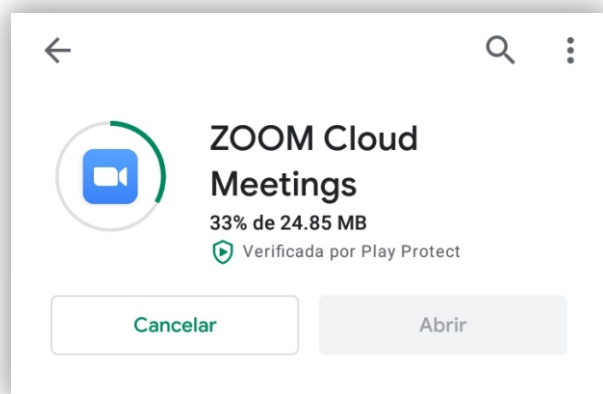 ZOOM Cloud
Meetings
33% de 24.85 MB
Verificada por Play Protect
Cancelar
Abrir